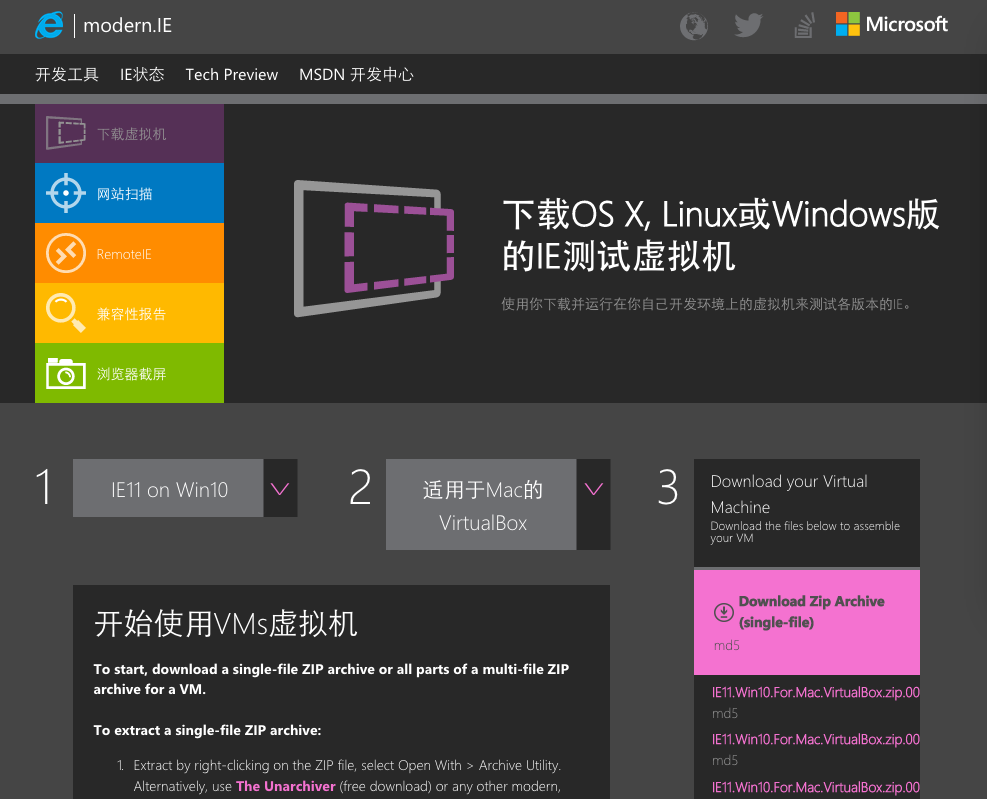 modern.IE
Microsoft
开发工具 IE状态 Tech Preview MSDN 开发中心
下载虚拟机
网站扫描
RemoteIE
兼容性报告
浏览器截屏
下载OS X, Linux或Windows版
的IE测试虚拟机
使用你下载并运行在你自己开发环境上的虚拟机来测试各版本的IE。
1
IE11 on Win10
2
适用于Mac的
VirtualBox
3
Download your Virtual
Machine
Download the files below to assemble
your VM
Download Zip Archive
(single-file)
md5
IE11.Win10.For.Mac.VirtualBox.zip.00
md5
IE11.Win10.For.Mac.VirtualBox.zip.00
md5
IE11.Win10.For.Mac.VirtualBox.zip.00
开始使用VMs虚拟机
To start, download a single-file ZIP archive or all parts of a multi-file ZIP
archive for a VM.
To extract a single-file ZIP archive:
1. Extract by right-clicking on the ZIP file, select Open With > Archive Utility.
Alternatively, use The Unarchiver (free download) or any other modern,